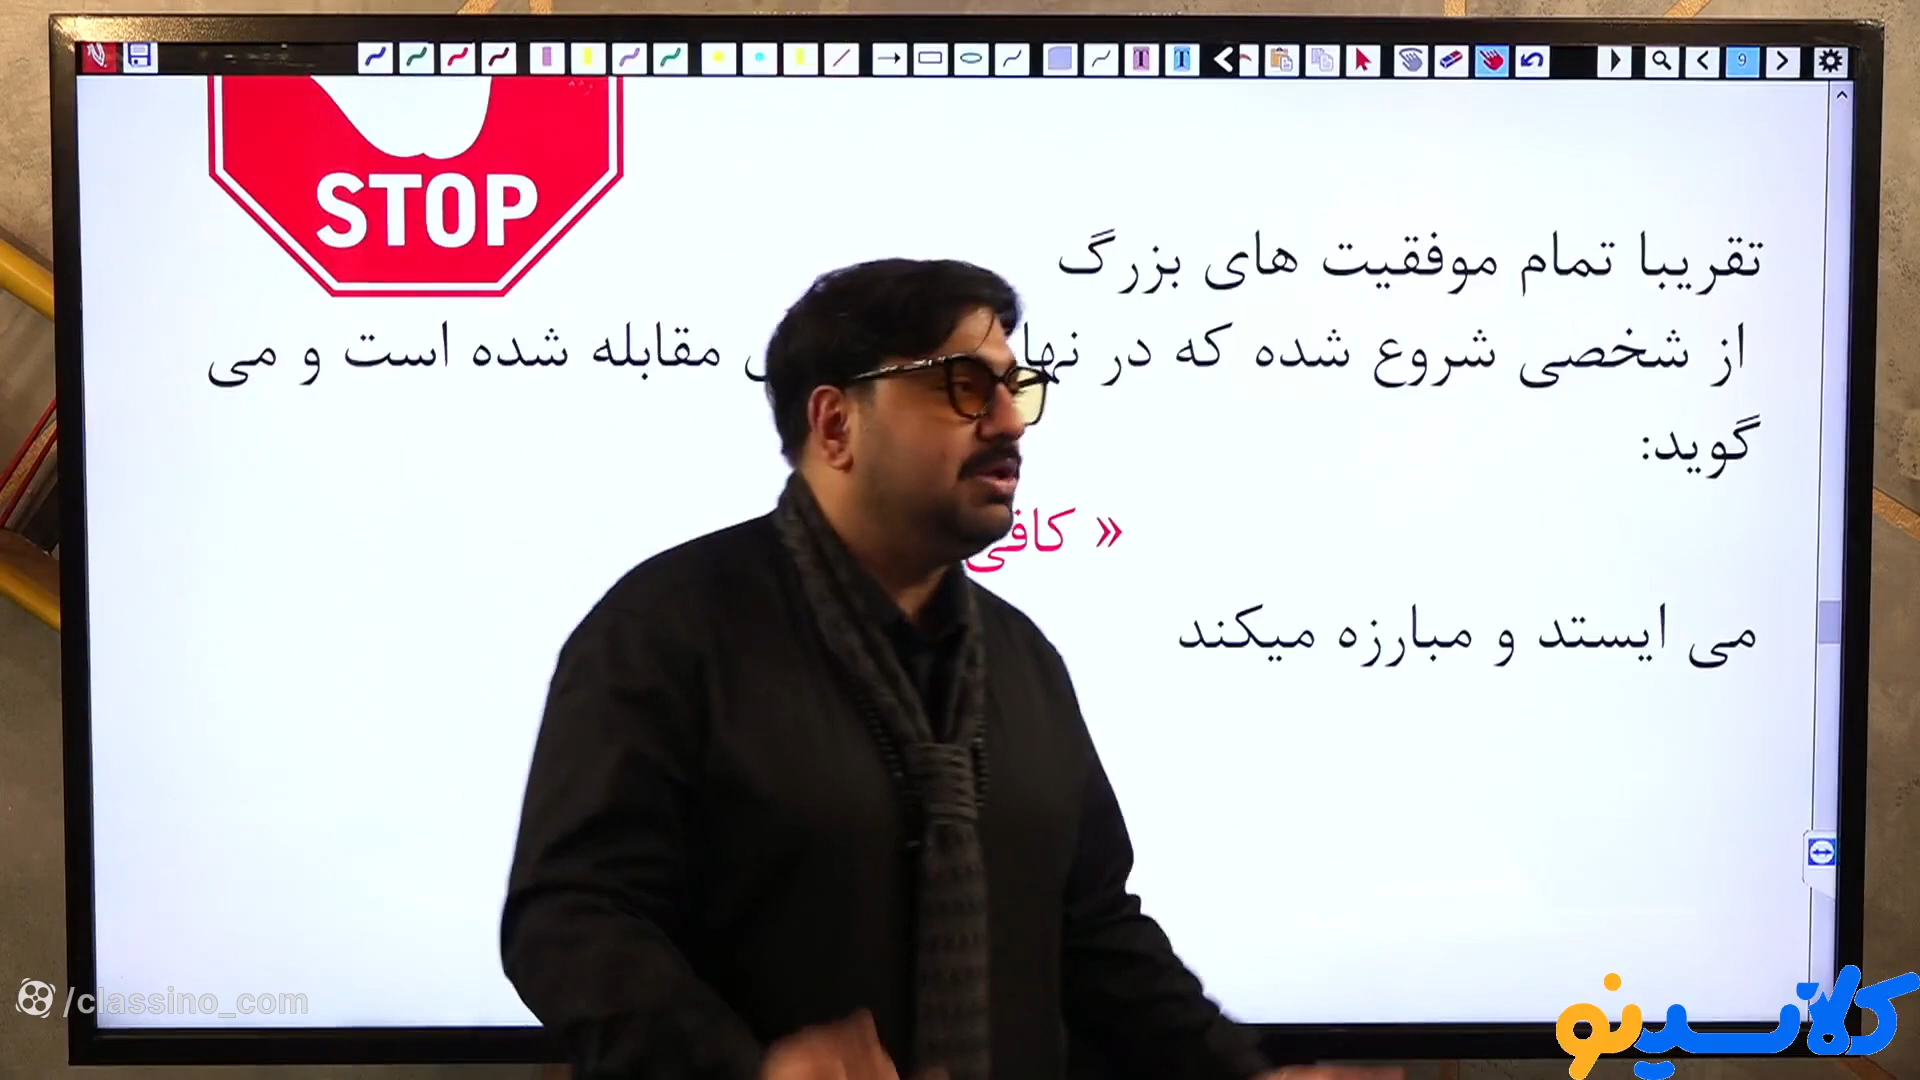 9
STOP
تقریبا تمام موفقیت های بزرگ
از شخصی شروع شده که در مقابله شده است و می
گوید:
« کافی
می ایستد و مبارزه میکند
/classino_com
کلاسینو